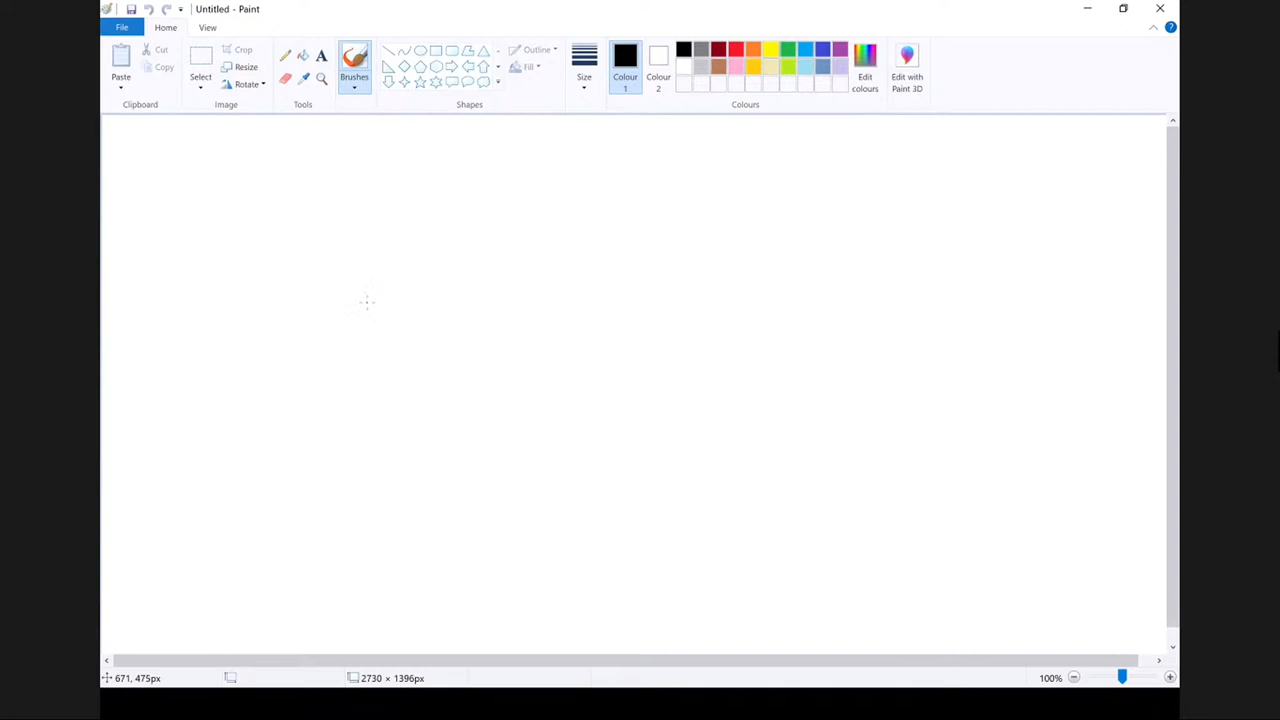 Untitled - Paint
File Home View
Paste
Cut
Copy
Clipboard
Select
Crop
Resize
Rotate
Image
A
Tools
Brushes
Outline
Fill
Shapes
Size
Colour 1
Colour 2
Edit colours
Colours
Edit with Paint 3D
?
671, 475px
2730 × 1396px
100%